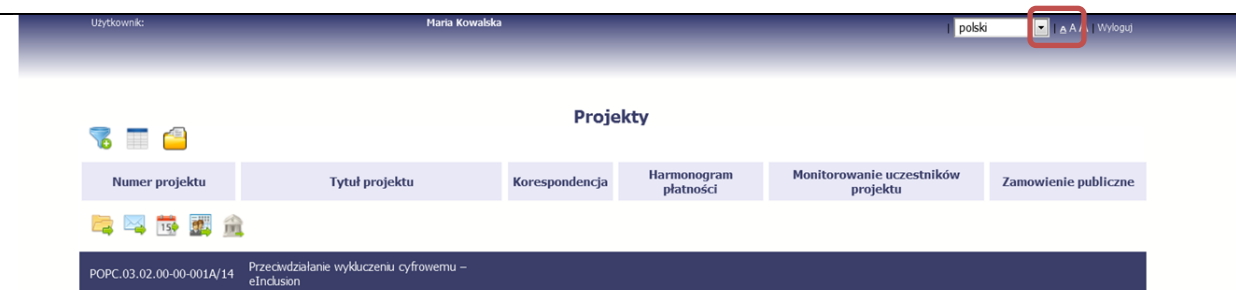 Użytkownik: Maria Kowalska | polski | A A A | Wyloguj
Projekty
Numer projektu Tytuł projektu Korespondencja Harmonogram płatności Monitorowanie uczestników projektu Zamowienie publiczne
15
POPC.03.02.00-00-001A/14 Przeciwdziałanie wykluczeniu cyfrowemu –
eInclusion